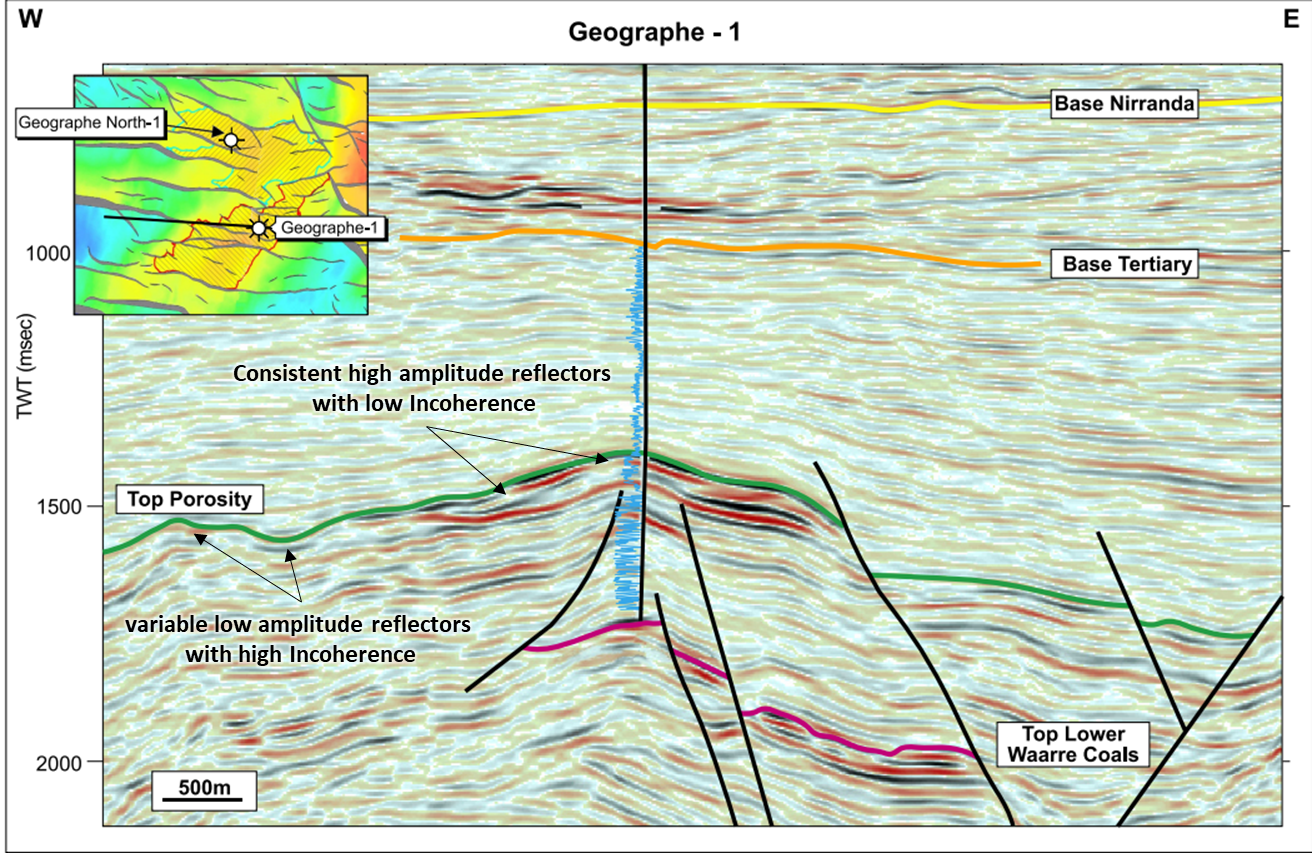 W
Geographe - 1
E
Base Nirranda
Geographe North-1
Geographe-1
1000
Base Tertiary
TWT (msec)
Consistent high amplitude reflectors
with low Incoherence
Top Porosity
1500
variable low amplitude reflectors
with high Incoherence
Top Lower
Waarre Coals
2000
500m